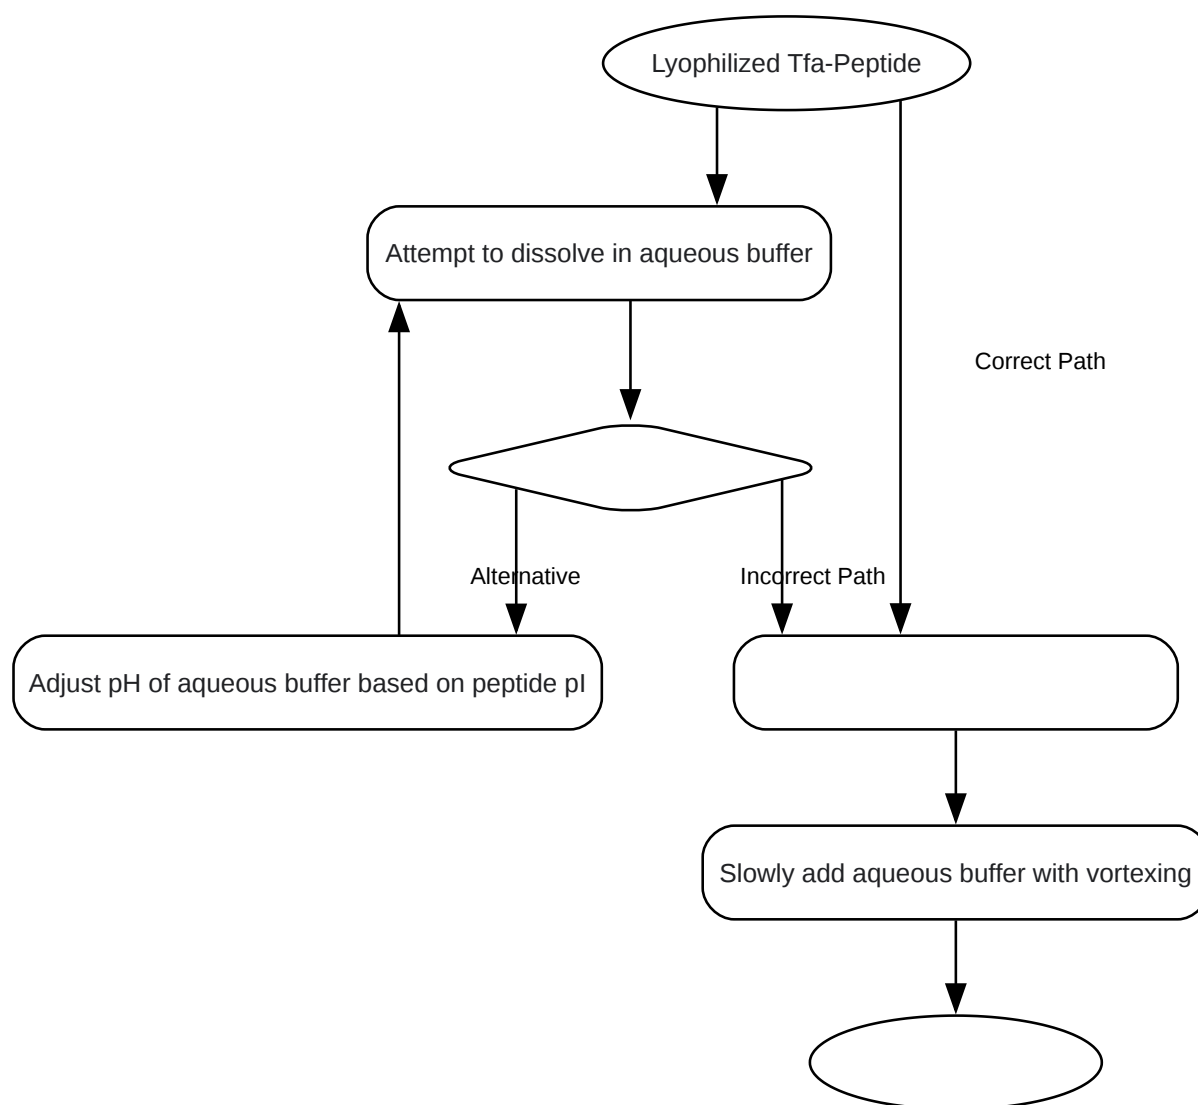 Lyophilized Tfa-Peptide
Attempt to dissolve in aqueous buffer
Correct Path
Alternative
Incorrect Path
Adjust pH of aqueous buffer based on peptide pI
Slowly add aqueous buffer with vortexing